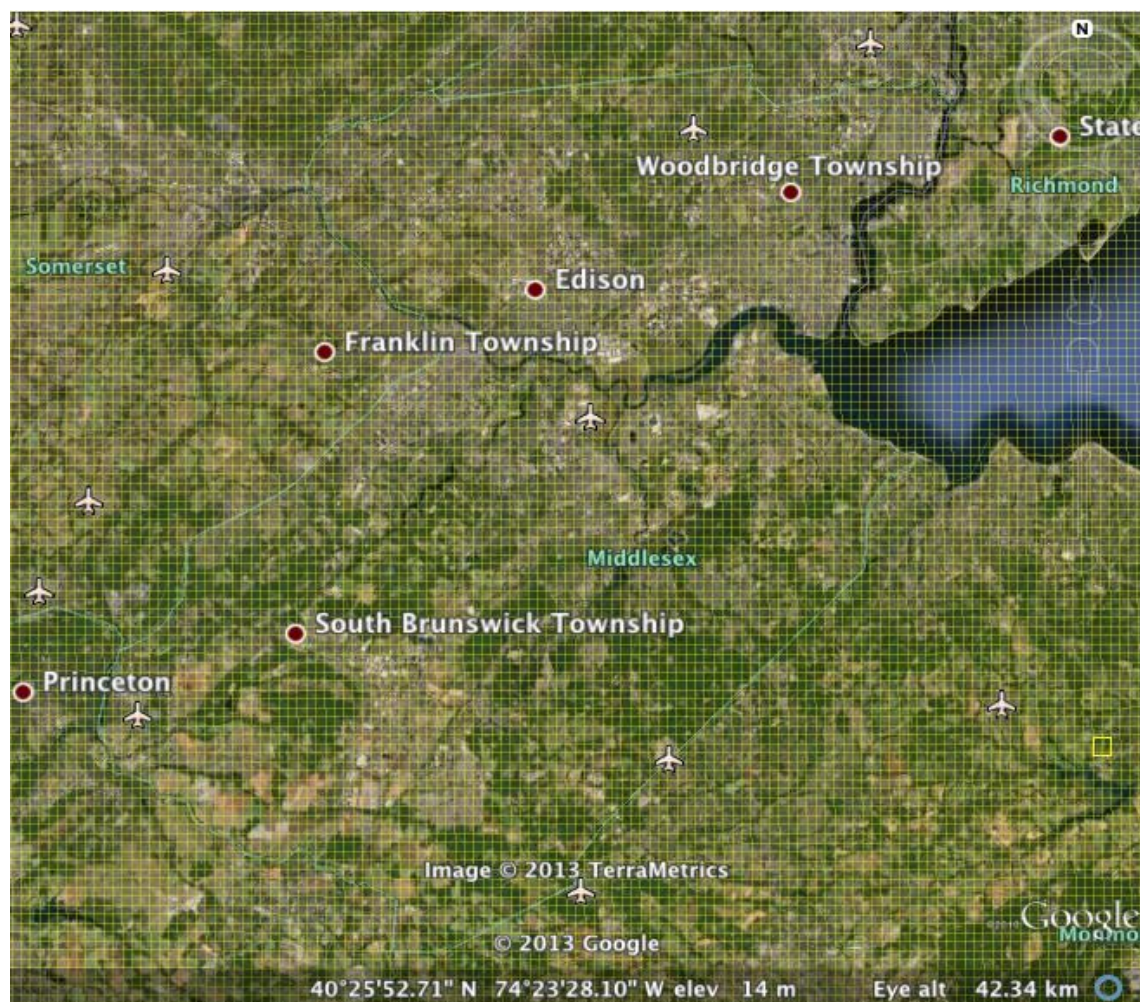 N
State
Woodbridge Township
Richmond
Somerset
Edison
Franklin Township
Middlesex
South Brunswick Township
Princeton
Image © 2013 TerraMetrics
Google
© 2013 Google
Monmo
40°25'52.71" N 74°23'28.10" W elev 14 m Eye alt 42.34 km